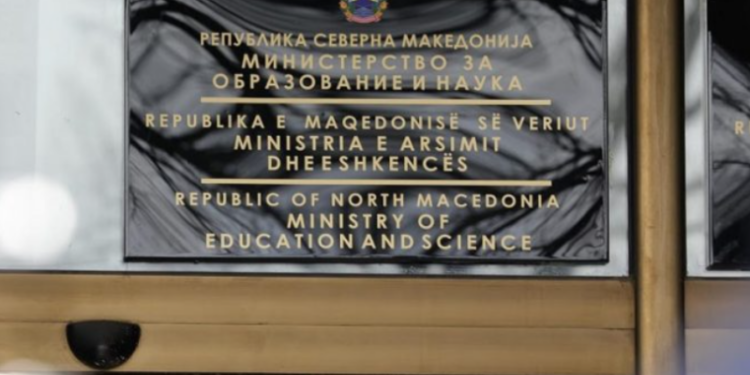 РЕПУБЛИКА СЕВЕРНА МАКЕДОНИЈА
МИНИСТЕРСТВО ЗА
ОБРАЗОВАНИЕ И НАУКА
REPUBLIKA E MAQEDONISË SË VERIUT
MINISTRIA E ARSIMIT
DHE E SHKENCËS
REPUBLIC OF NORTH MACEDONIA
MINISTRY OF
EDUCATION AND SCIENCE
R